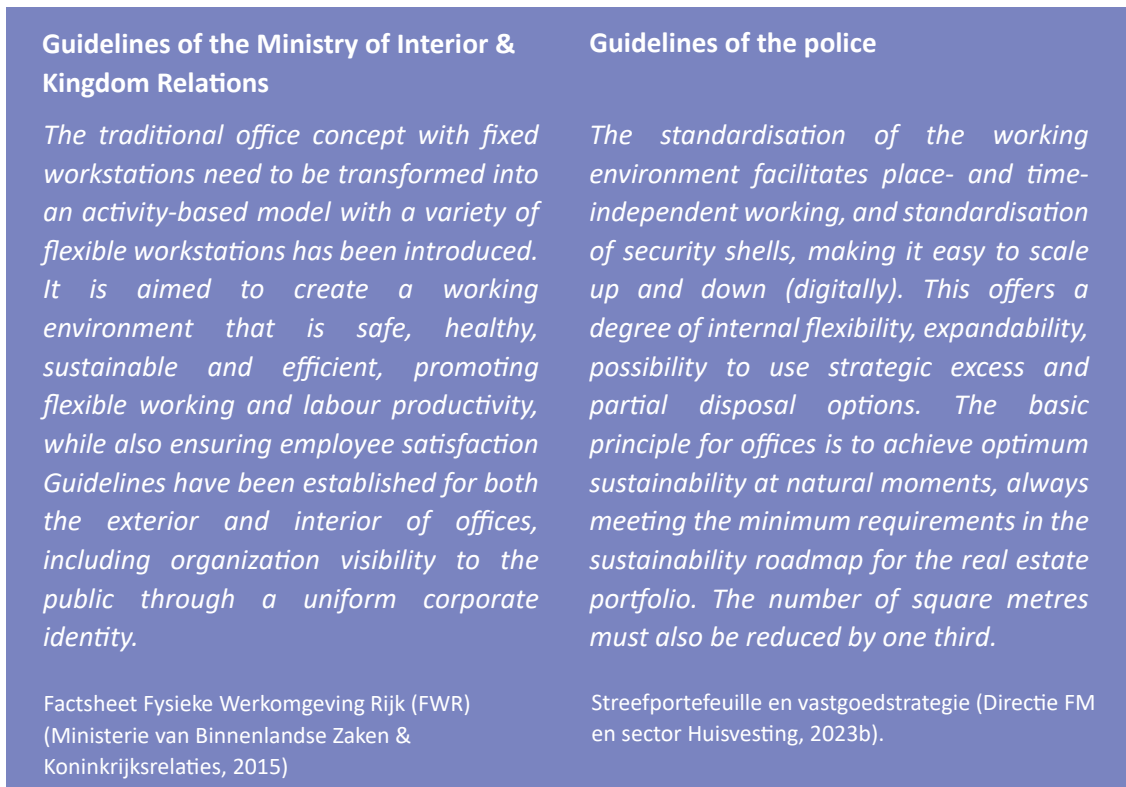 Guidelines of the Ministry of Interior &
Kingdom Relations
The traditional office concept with fixed
workstations need to be transformed into
an activity-based model with a variety of
flexible workstations has been introduced.
It is aimed to create a working
environment that is safe, healthy,
sustainable and efficient, promoting
flexible working and labour productivity,
while also ensuring employee satisfaction
Guidelines have been established for both
the exterior and interior of offices,
including organization visibility to the
public through a uniform corporate
identity.
Factsheet Fysieke Werkomgeving Rijk (FWR)
(Ministerie van Binnenlandse Zaken &
Koninkrijksrelaties, 2015)
Guidelines of the police
The standardisation of the working
environment facilitates place- and time-
independent working, and standardisation
of security shells, making it easy to scale
up and down (digitally). This offers a
degree of internal flexibility, expandability,
possibility to use strategic excess and
partial disposal options. The basic
principle for offices is to achieve optimum
sustainability at natural moments, always
meeting the minimum requirements in the
sustainability roadmap for the real estate
portfolio. The number of square metres
must also be reduced by one third.
Streefportefeuille en vastgoedstrategie (Directie FM
en sector Huisvesting, 2023b).